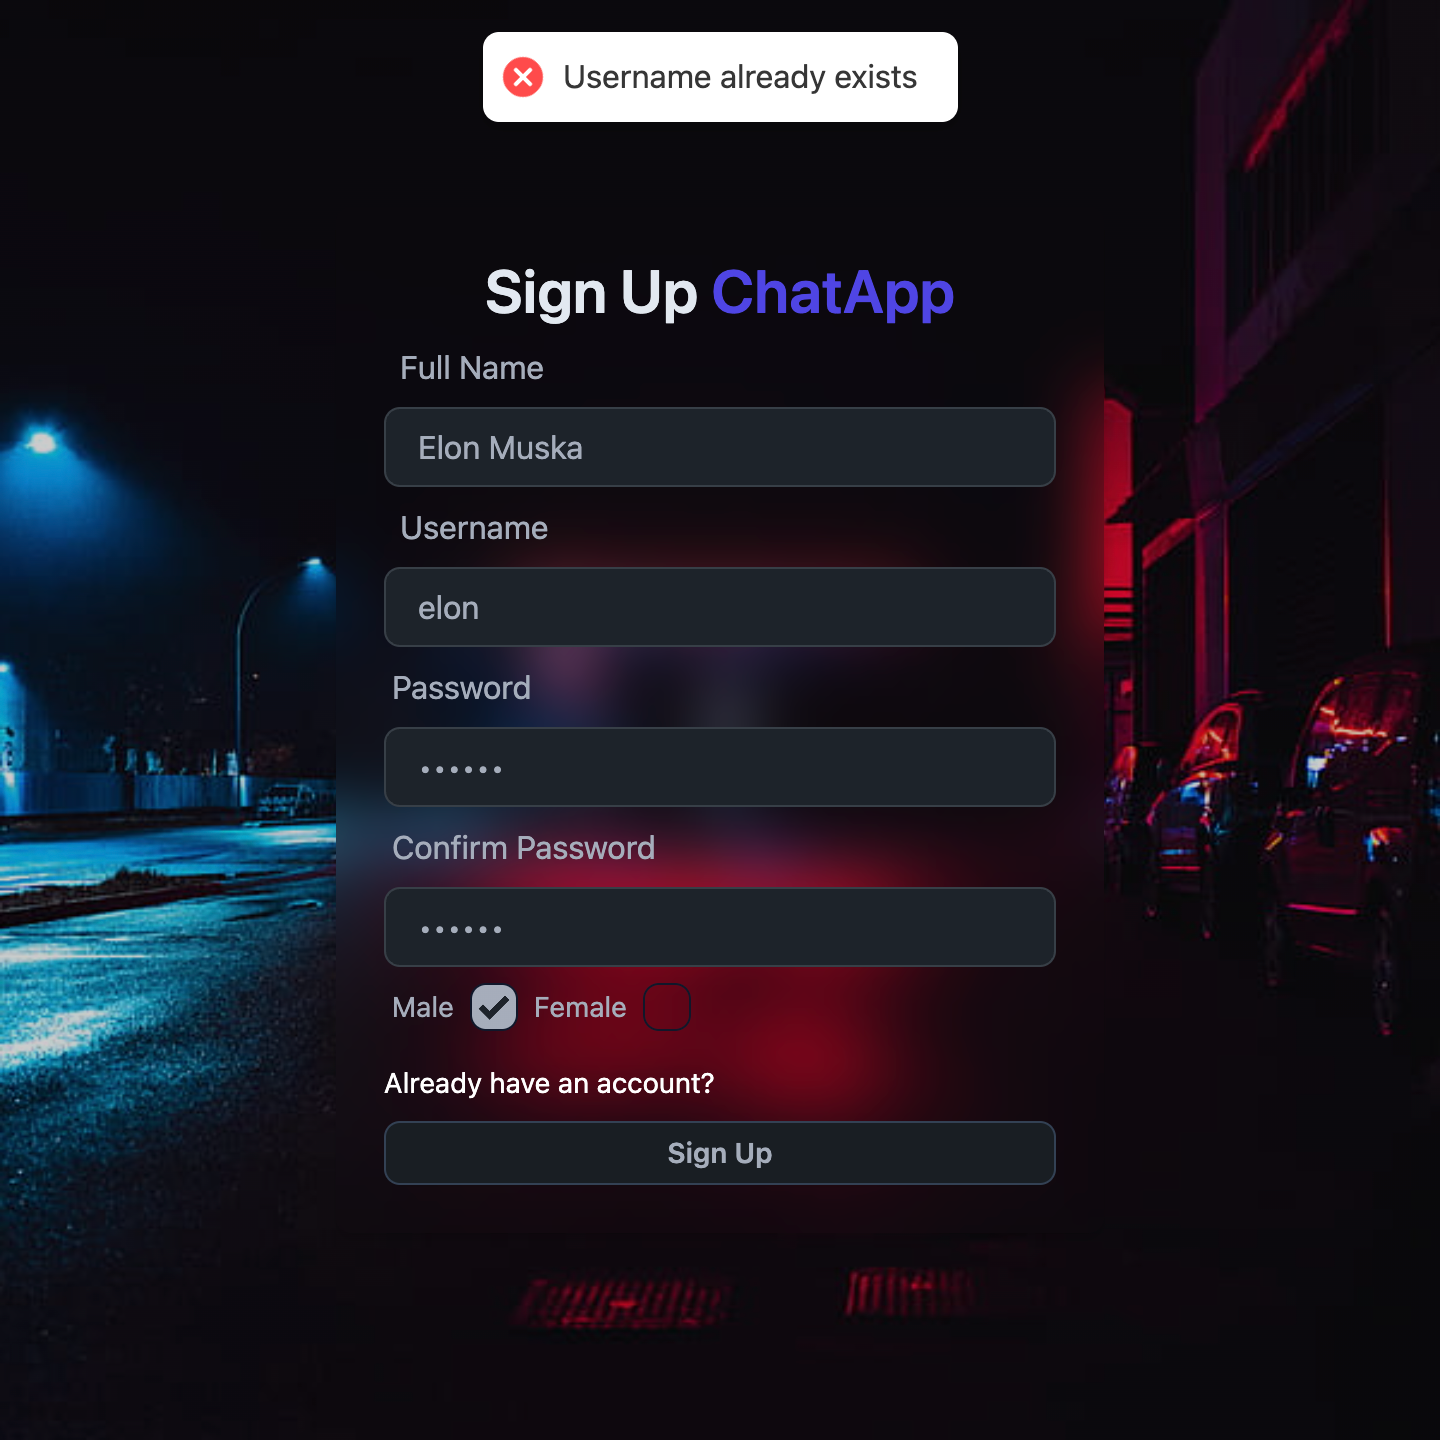 Username already exists
Sign Up ChatApp
Full Name
Elon Muska
Username
elon
Password
••••••
Confirm Password
••••••
Male Female
Already have an account?
Sign Up